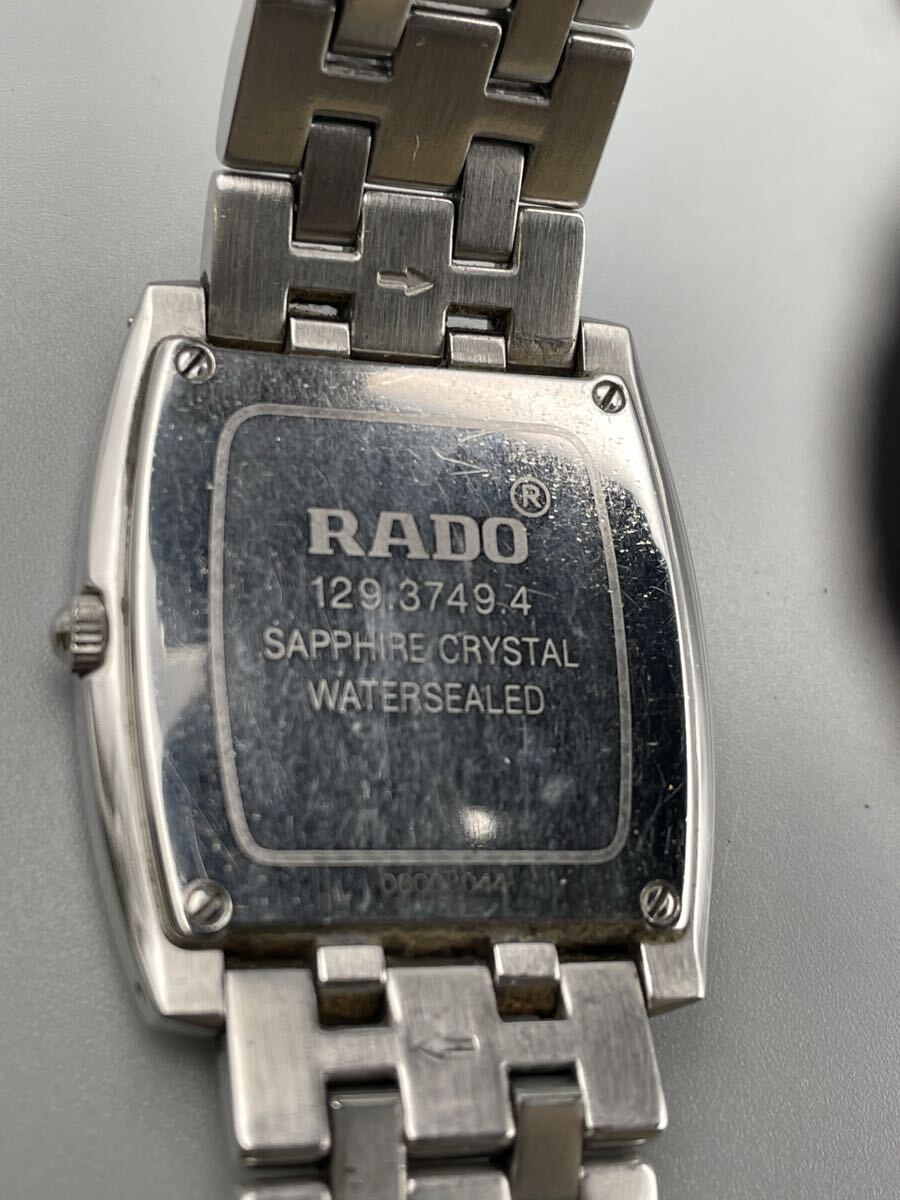 RADO®
129.3749.4
SAPPHIRE CRYSTAL
WATERSEALED